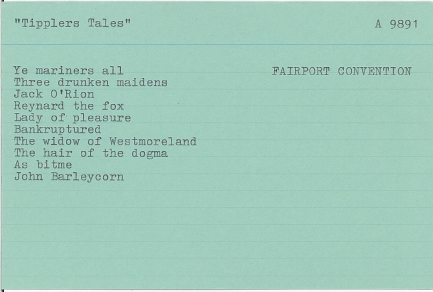 "Tipplers Tales" A 9891
Ye mariners all FAIRPORT CONVENTION
Three drunken maidens
Jack O'Rion
Reynard the fox
Lady of pleasure
Bankruptured
The widow of Westmoreland
The hair of the dogma
As bitme
John Barleycorn